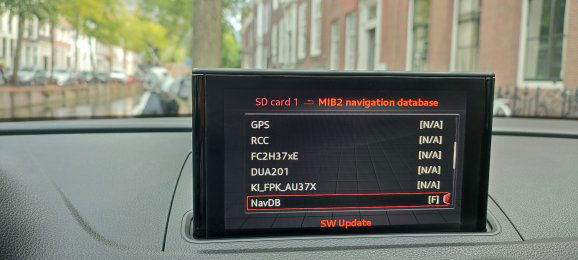 SD card 1 MIB2 navigation database
GPS [N/A]
RCC [N/A]
FC2H37xE [N/A]
DUA201 [N/A]
KI_FPK_AU37X [N/A]
NavDB [F]
SW Update